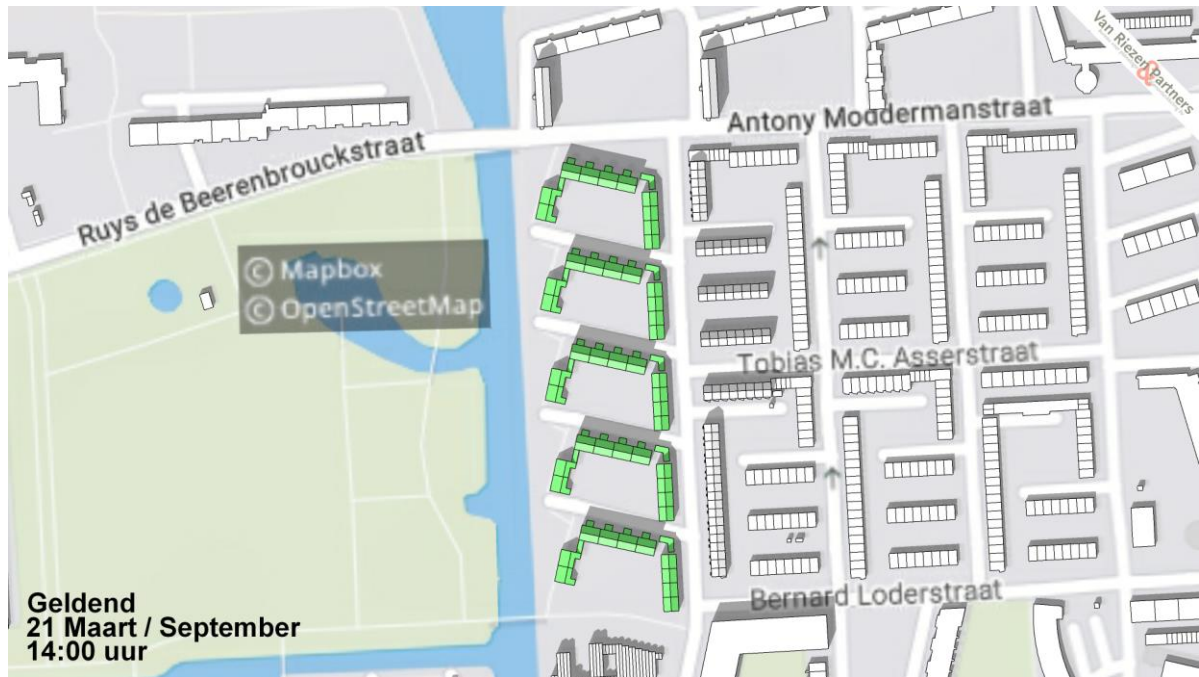 Van Riezen
&
Partners
Antony Moddermanstraat
Ruys de Beerenbrouckstraat
© Mapbox
© OpenStreetMap
Tobias M.C. Asserstraat
Bernard Loderstraat
Geldend
21 Maart / September
14:00 uur